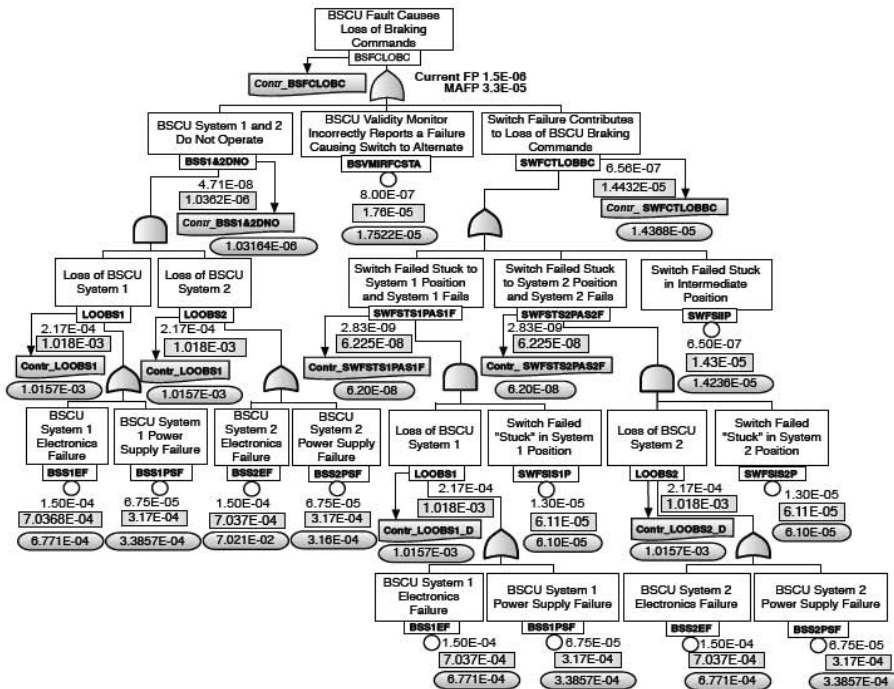 BSCU Fault Causes
Loss of Braking
Commands
BSFCLOBC
Contr_BSFCLOBC
Current FP 1.5E-06
MAFP 3.3E-05
BSCU System 1 and 2
Do Not Operate
BSS1&2DNO
4.71E-08
1.0362E-06
Contr_BSS1&2DNO
1.03164E-06
BSCU Validity Monitor
Incorrectly Reports a Failure
Causing Switch to Alternate
BSVMIRFCSTA
8.00E-07
1.76E-05
1.7522E-05
Switch Failure Contributes
to Loss of BSCU Braking
Commands
SWFCTLOBBC
6.56E-07
1.4432E-05
Contr_ SWFCTLOBBC
1.4368E-05
Loss of BSCU
System 1
LOOBS1
2.17E-04
1.018E-03
Contr_LOOBS1
1.0157E-03
Loss of BSCU
System 2
LOOBS2
2.17E-04
1.018E-03
Contr_LOOBS1
1.0157E-03
Switch Failed Stuck to
System 1 Position
and System 1 Fails
SWFSTS1PAS1F
2.83E-09
6.225E-08
Contr_SWFSTS1PAS1F
6.20E-08
Switch Failed Stuck
to System 2 Position
and System 2 Fails
SWFSTS2PAS2F
2.83E-09
6.225E-08
Contr_ SWFSTS2PAS2F
6.20E-08
Switch Failed Stuck
in Intermediate
Position
SWFSIIP
6.50E-07
1.43E-05
1.4236E-05
BSCU
System 1
Electronics
Failure
BSS1EF
1.50E-04
7.0368E-04
6.771E-04
BSCU System
1 Power
Supply Failure
BSS1PSF
6.75E-05
3.17E-04
3.3857E-04
BSCU
System 2
Electronics
Failure
BSS2EF
1.50E-04
7.037E-04
7.021E-02
BSCU
System 2
Power Supply
Failure
BSS2PSF
6.75E-05
3.17E-04
3.16E-04
Loss of BSCU
System 1
LOOBS1
2.17E-04
1.018E-03
Contr_LOOBS1_D
1.0157E-03
Switch Failed
"Stuck" in System
1 Position
SWFSIS1P
1.30E-05
6.11E-05
6.10E-05
Loss of BSCU
System 2
LOOBS2
2.17E-04
1.018E-03
Contr_LOOBS2_D
1.0157E-03
Switch Failed
"Stuck" in System
2 Position
SWFSIS2P
1.30E-05
6.11E-05
6.10E-05
BSCU System 1
Electronics
Failure
BSS1EF
1.50E-04
7.037E-04
6.771E-04
BSCU System 1
Power Supply Failure
BSS1PSF
6.75E-05
3.17E-04
3.3857E-04
BSCU System 2
Electronics Failure
BSS2EF
1.50E-04
7.037E-04
6.771E-04
BSCU System 2
Power Supply Failure
BSS2PSF
6.75E-05
3.17E-04
3.3857E-04